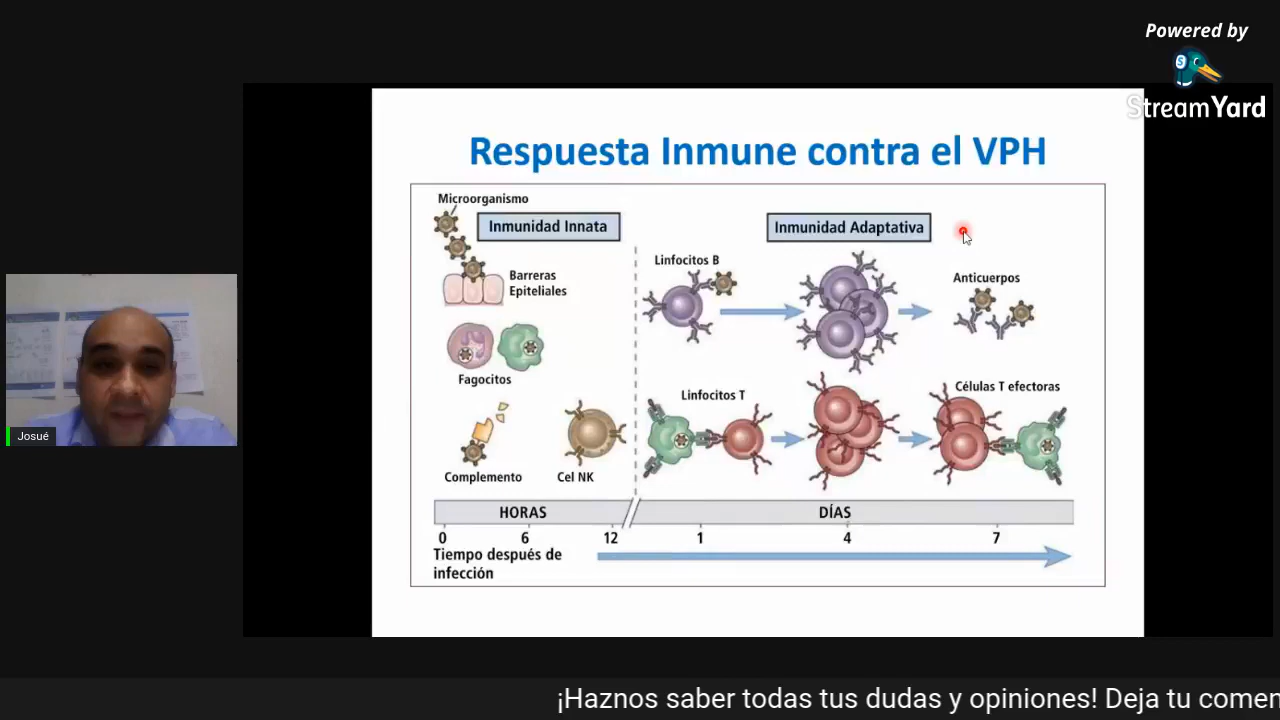 Powered by
StreamYard
Respuesta Inmune contra el VPH
Microorganismo
Inmunidad Innata
Inmunidad Adaptativa
Linfocitos B
Barreras
Epiteliales
Anticuerpos
Fagocitos
Linfocitos T
Células T efectoras
Complemento
Cel NK
HORAS
DÍAS
0 6 12 1 4 7
Tiempo después de
infección
Josué
¡Haznos saber todas tus dudas y opiniones! Deja tu comen